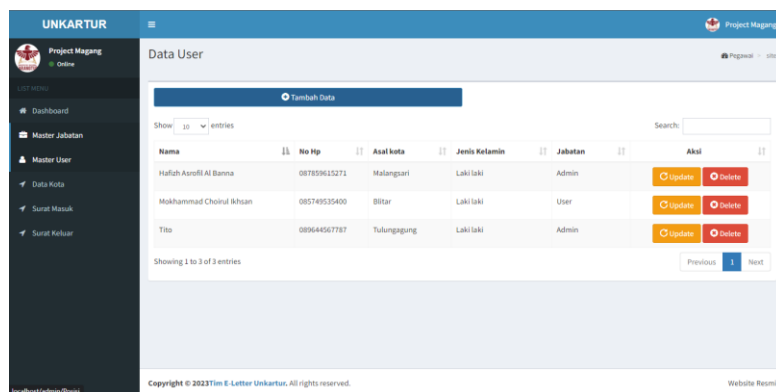 UNKARTUR
Project Magang
Project Magang
Online
Data User
Pegawai > site
LIST MENU
Dashboard
Master Jabatan
Master User
Data Kota
Surat Masuk
Surat Keluar
Tambah Data
Show 10 entries
Search:
Nama No Hp Asal kota Jenis Kelamin Jabatan Aksi
Hafizh Asrofil Al Banna 087859615271 Malangsari Laki laki Admin Update Delete
Mokhammad Choirul Ikhsan 085749535400 Blitar Laki laki User Update Delete
Tito 089644567787 Tulungagung Laki laki Admin Update Delete
Showing 1 to 3 of 3 entries
Previous 1 Next
Copyright © 2023Tim E-Letter Unkartur. All rights reserved.
Website Resmi
localhost/admin/Posisi